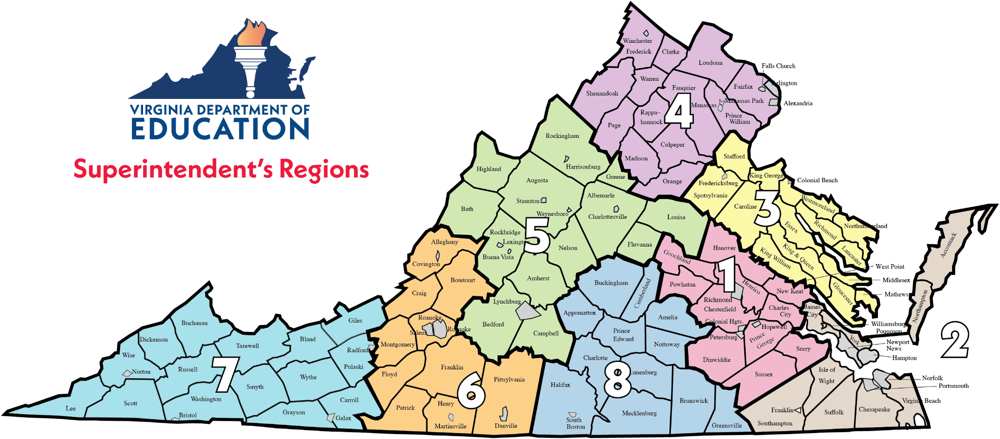 VIRGINIA DEPARTMENT OF
EDUCATION
Superintendent's Regions
Winchester
Frederick
Clarke
Loudoun
Falls Church
Arlington
Warren
Fairfax
Fauquier
Shenandoah
Manassas
Manassas Park
Alexandria
4
Rappa–
hannock
Prince
William
Page
Culpeper
Madison
Orange
Rockingham
Harrisonburg
Highland
Greene
Augusta
Albemarle
Staunton
Waynesboro
Charlottesville
Bath
Louisa
5
Rockbridge
Lexington
Buena Vista
Nelson
Fluvanna
Amherst
Lynchburg
Bedford
Campbell
Stafford
King George
Colonial Beach
Fredericksburg
Spotsylvania
Caroline
3
Westmoreland
Essex
Richmond
Northumberland
Lancaster
King & Queen
King William
West Point
Middlesex
Gloucester
Mathews
Hanover
Goochland
1
Henrico
Powhatan
New Kent
Richmond
Chesterfield
Charles
City
Colonial Hgts.
Hopewell
Petersburg
Prince
George
Surry
Dinwiddie
Sussex
Accomack
Northampton
James
City
Williamsburg
Poquoson
York
Newport
News
Hampton
2
Isle of
Wight
Norfolk
Portsmouth
Virginia Beach
Franklin
Southampton
Suffolk
Chesapeake
Alleghany
Covington
Botetourt
Craig
Roanoke
Salem
Roanoke
Montgomery
Floyd
Franklin
Pittsylvania
6
Patrick
Henry
Martinsville
Danville
Buckingham
Cumberland
Appomattox
Amelia
Prince
Edward
Nottoway
Charlotte
8
Lunenburg
Halifax
Brunswick
Mecklenburg
South
Boston
Greensville
Buchanan
Giles
Dickenson
Bland
Tazewell
Radford
Wise
Russell
Norton
7
Pulaski
Wythe
Smyth
Washington
Carroll
Scott
Lee
Bristol
Grayson
Galax